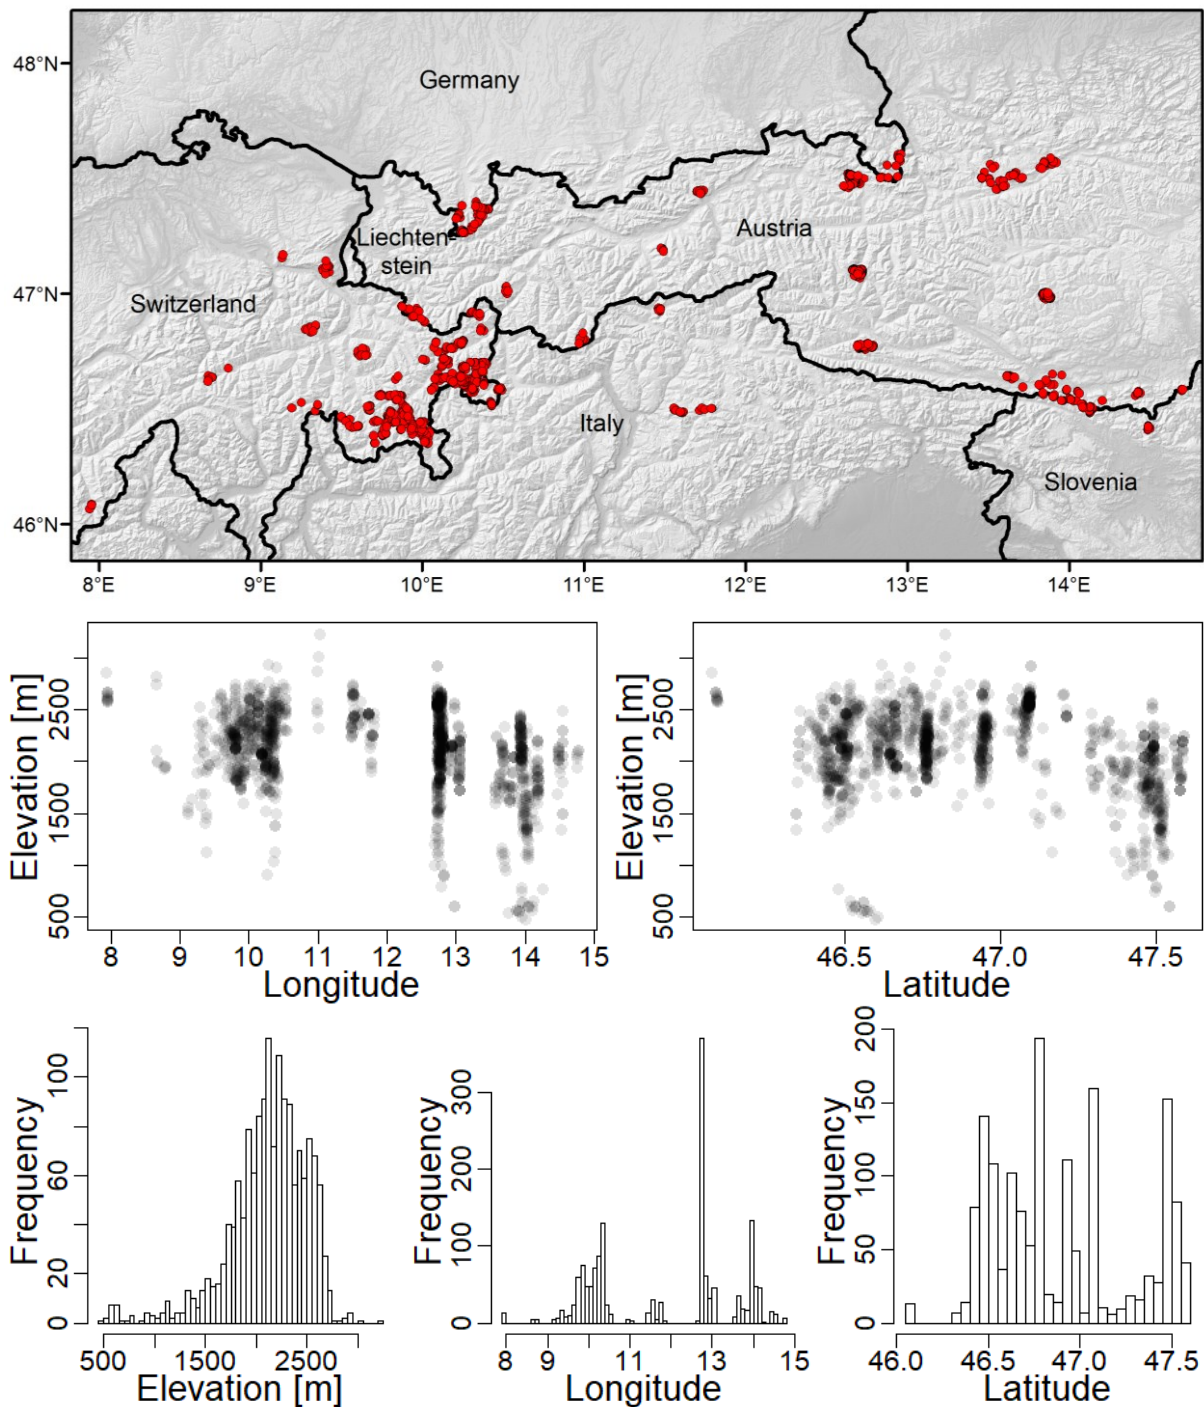 48°N
Germany
Austria
Liechten-
stein
47°N
Switzerland
Italy
Slovenia
46°N
8°E 9°E 10°E 11°E 12°E 13°E 14°E
Elevation [m]
500 1500 2500
8 9 10 11 12 13 14 15
Longitude
Elevation [m]
500 1500 2500
46.5 47.0 47.5
Latitude
Frequency
0 20 60 100
500 1500 2500
Elevation [m]
Frequency
0 100 200 300
8 9 11 13 15
Longitude
Frequency
0 50 100 150 200
46.0 46.5 47.0 47.5
Latitude